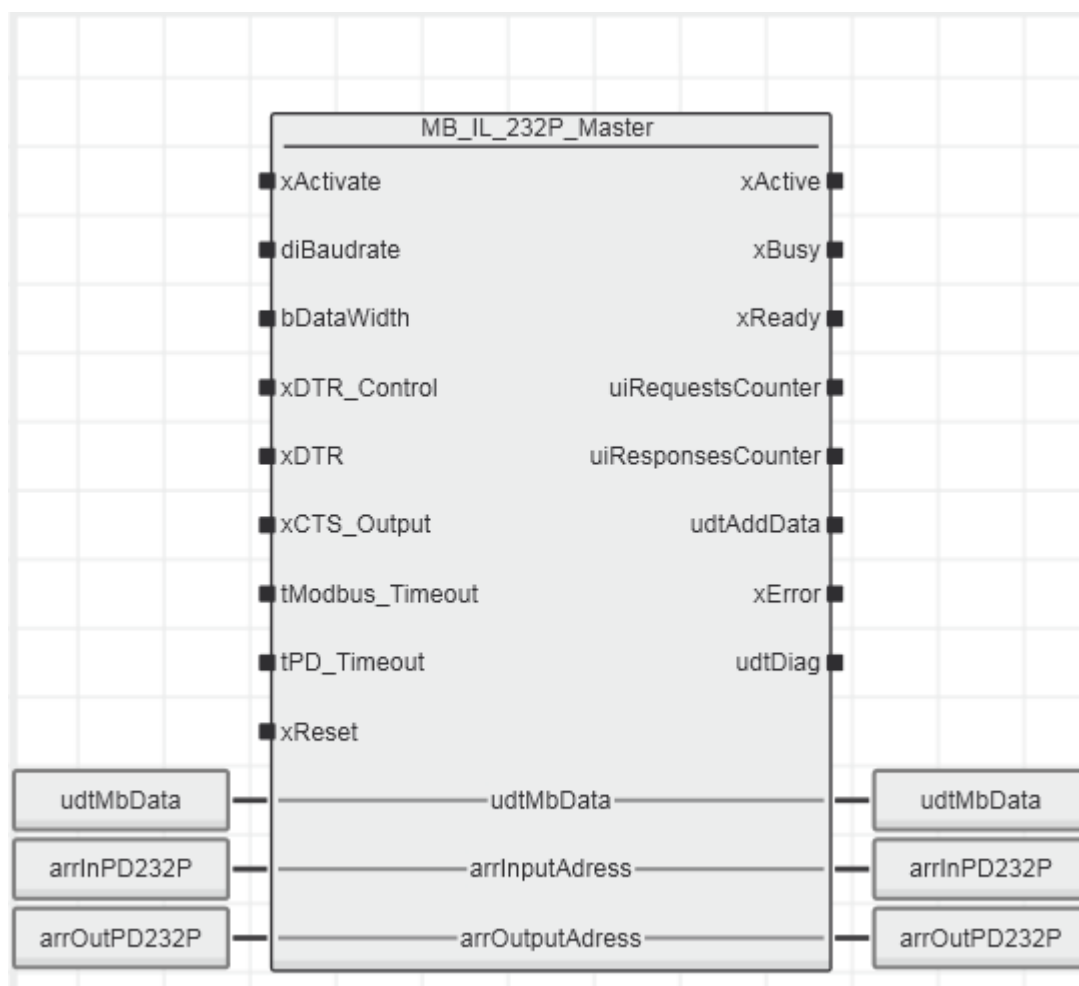 MB_IL_232P_Master
xActivate xActive
diBaudrate xBusy
bDataWidth xReady
xDTR_Control uiRequestsCounter
xDTR uiResponsesCounter
xCTS_Output udtAddData
tModbus_Timeout xError
tPD_Timeout udtDiag
xReset
udtMbData udtMbData udtMbData
arrInPD232P arrInputAdress arrInPD232P
arrOutPD232P arrOutputAdress arrOutPD232P